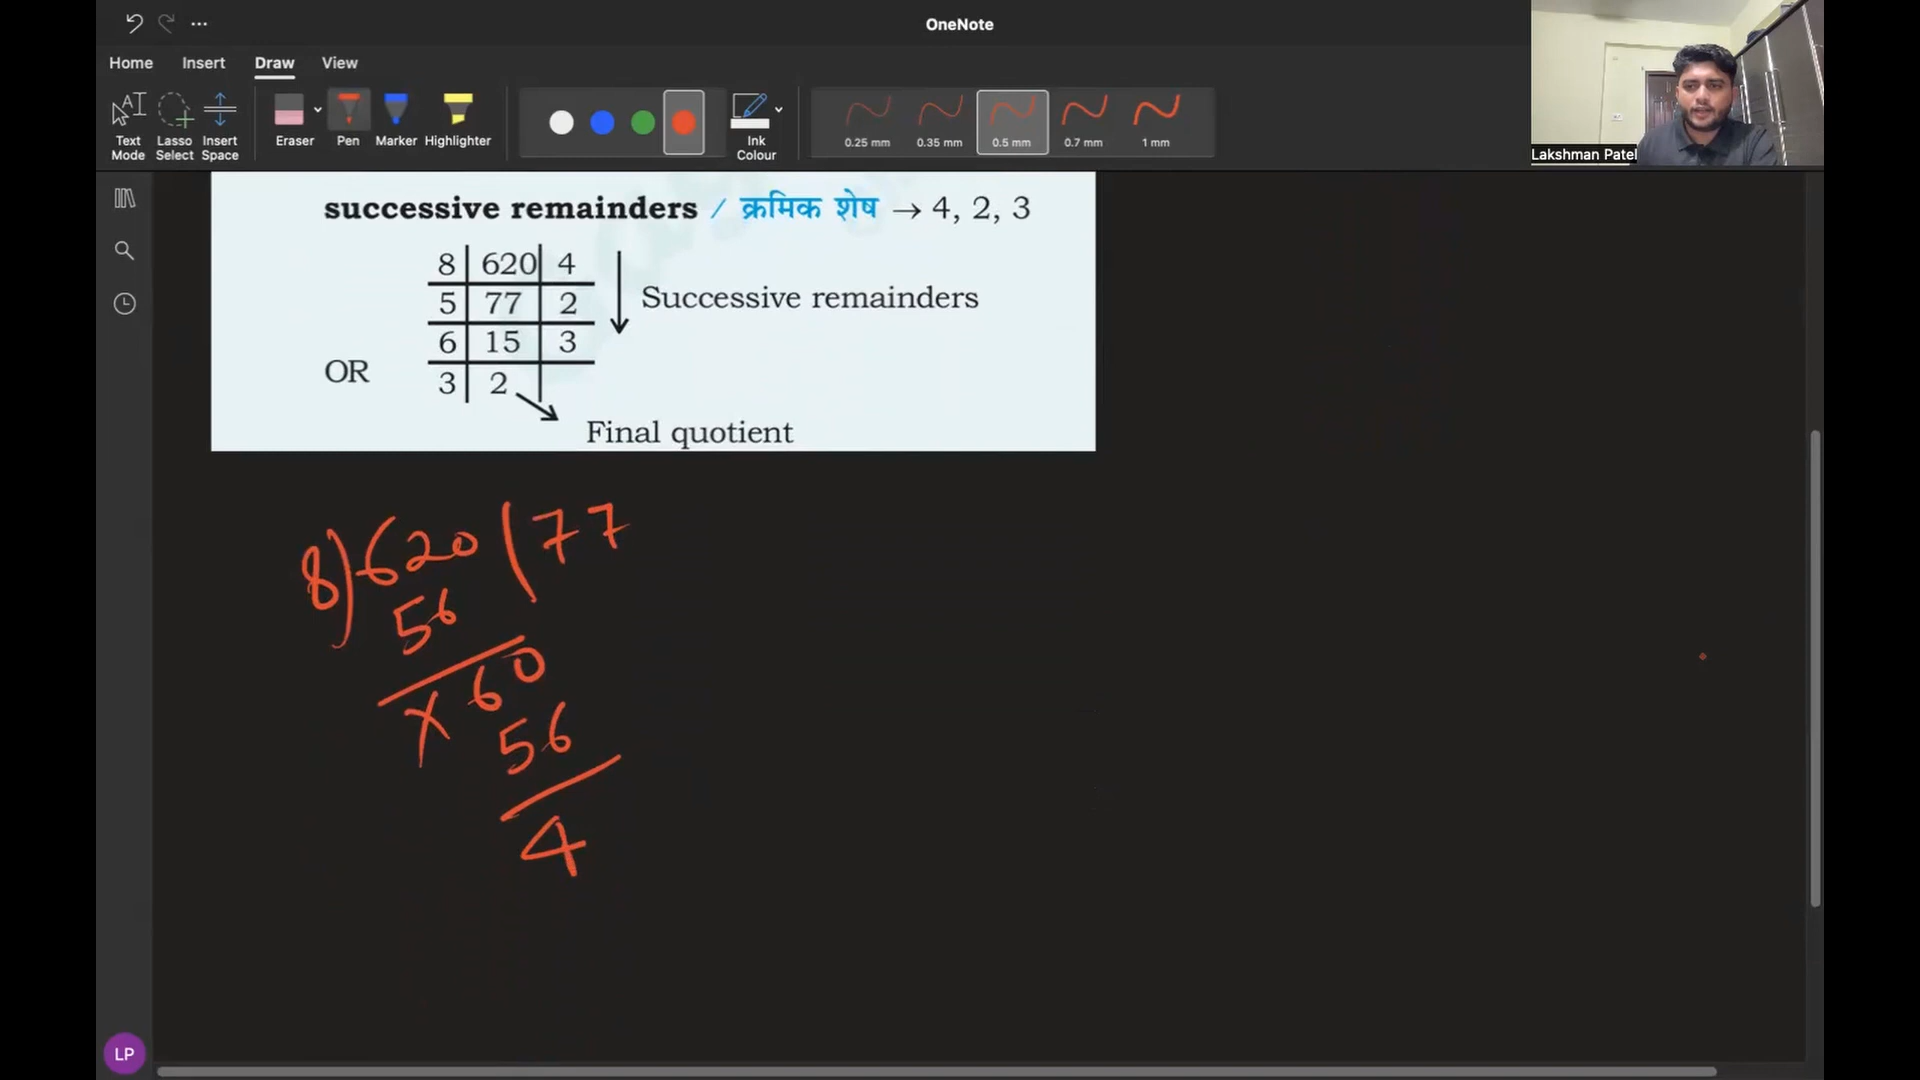 OneNote
Home Insert Draw View
Text Mode Lasso Select Insert Space Eraser Pen Marker Highlighter Ink Colour 0.25 mm 0.35 mm 0.5 mm 0.7 mm 1 mm
Lakshman Patel
successive remainders / क्रमिक शेष → 4, 2, 3
8 620 4
5 77 2
Successive remainders
6 15 3
OR
3 2
Final quotient
8)620(77
56
x60
56
4
LP